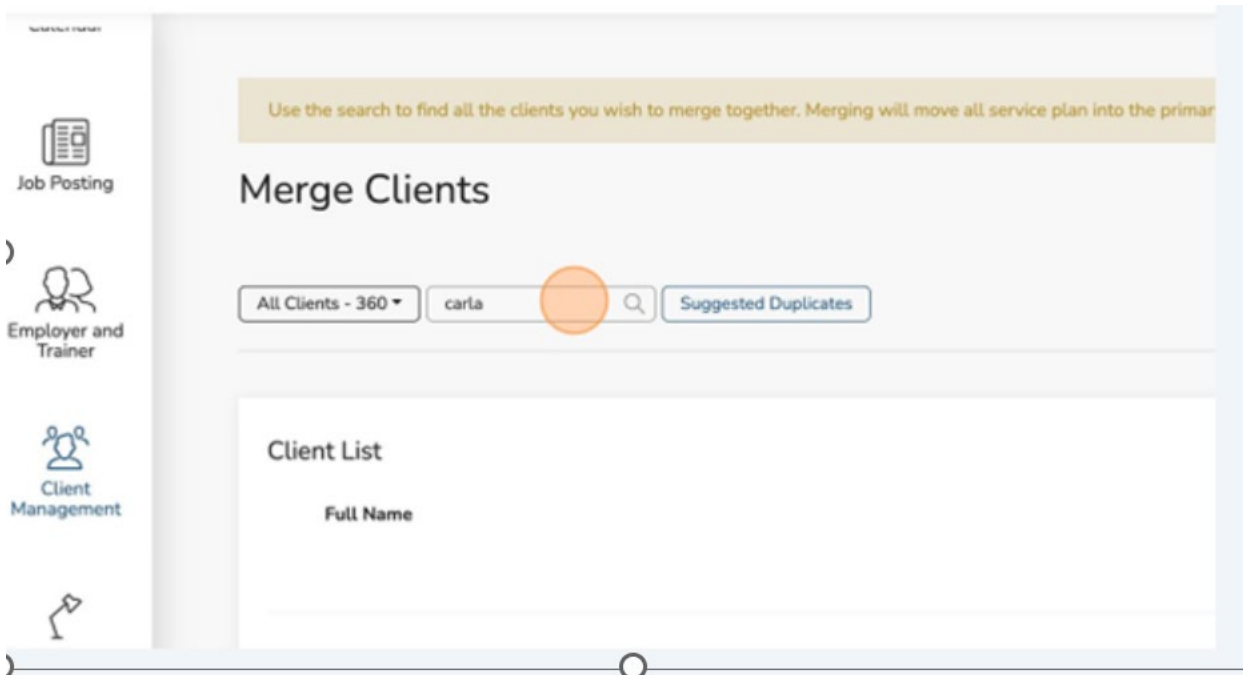 Use the search to find all the clients you wish to merge together. Merging will move all service plan into the primar
Job Posting
Merge Clients
All Clients - 360
carla
Suggested Duplicates
Employer and
Trainer
Client List
Client
Management
Full Name